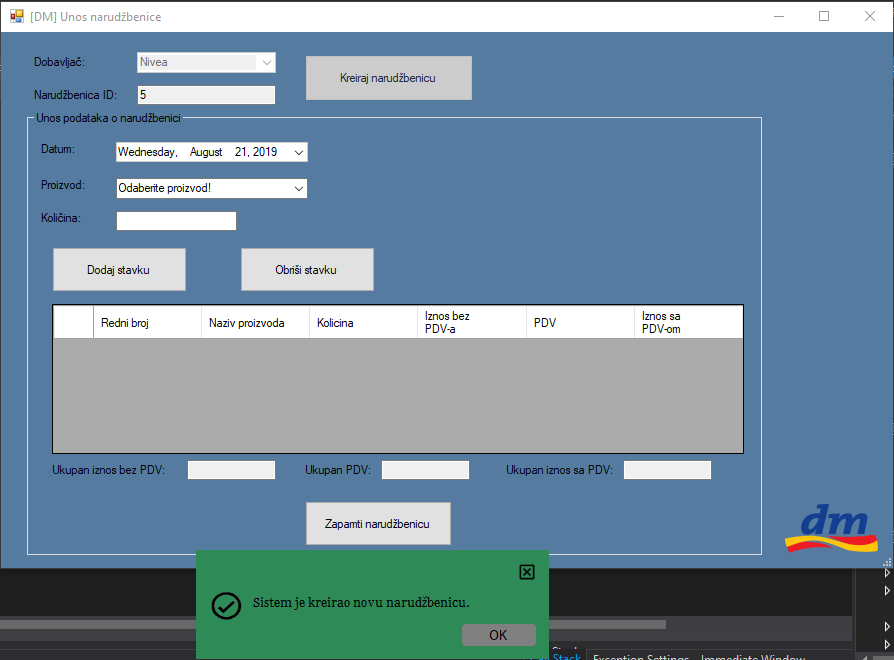 [DM] Unos narudžbenice
Dobavljač:
Nivea
Kreiraj narudžbenicu
Narudžbenica ID:
5
Unos podataka o narudžbenici
Datum:
Wednesday, August 21, 2019
Proizvod:
Odaberite proizvod!
Količina:
Dodaj stavku
Obriši stavku
Redni broj
Naziv proizvoda
Kolicina
Iznos bez
PDV-a
PDV
Iznos sa
PDV-om
Ukupan iznos bez PDV:
Ukupan PDV:
Ukupan iznos sa PDV:
Zapamti narudžbenicu
dm
Sistem je kreirao novu narudžbenicu.
OK
Stack
Exception Settings
Immediate Window